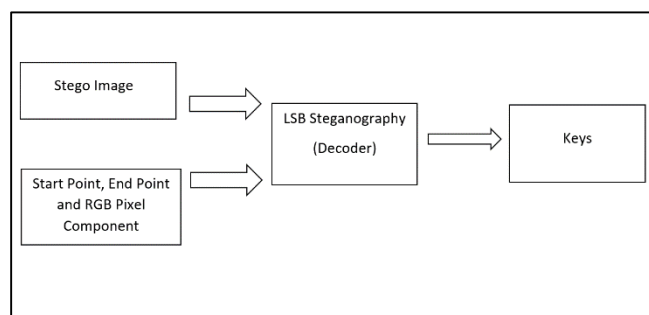 Stego Image
Start Point, End Point
and RGB Pixel
Component
LSB Steganography
(Decoder)
Keys